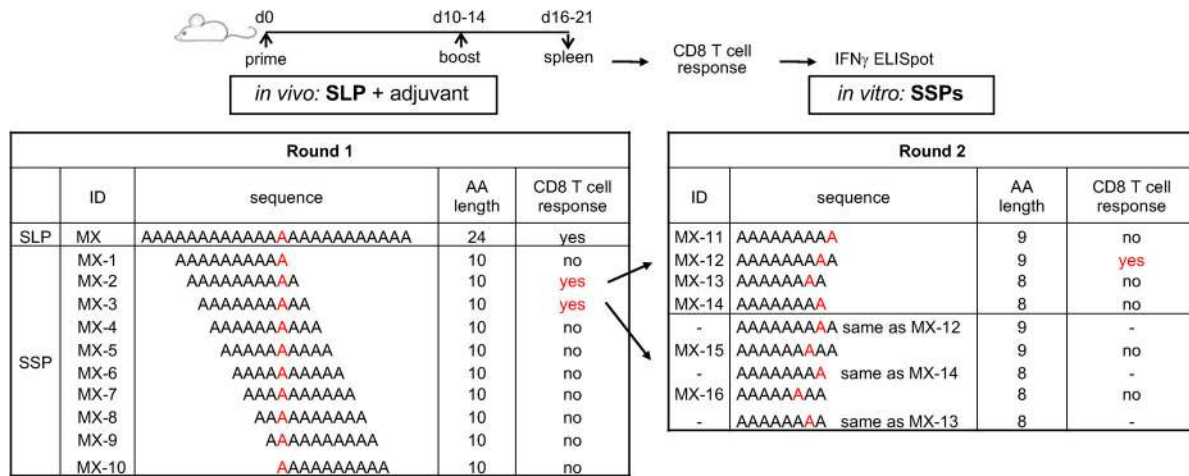 d0 d10-14 d16-21
prime boost spleen
CD8 T cell
response
IFNγ ELISpot
in vivo: SLP + adjuvant
in vitro: SSPs
Round 1
ID sequence AA length CD8 T cell response
SLP MX AAAAAAAAAAAAAAAAAAAAAAAA 24 yes
SSP
MX-1 AAAAAAAAAA 10 no
MX-2 AAAAAAAAAA 10 yes
MX-3 AAAAAAAAAA 10 yes
MX-4 AAAAAAAAAA 10 no
MX-5 AAAAAAAAAA 10 no
MX-6 AAAAAAAAAA 10 no
MX-7 AAAAAAAAAA 10 no
MX-8 AAAAAAAAAA 10 no
MX-9 AAAAAAAAAA 10 no
MX-10 AAAAAAAAAA 10 no
Round 2
ID sequence AA length CD8 T cell response
MX-11 AAAAAAAAA 9 no
MX-12 AAAAAAAAA 9 yes
MX-13 AAAAAAAA 8 no
MX-14 AAAAAAAA 8 no
- AAAAAAAAA same as MX-12 9 -
MX-15 AAAAAAAAA 9 no
- AAAAAAAA same as MX-14 8 -
MX-16 AAAAAAAA 8 no
- AAAAAAAA same as MX-13 8 -